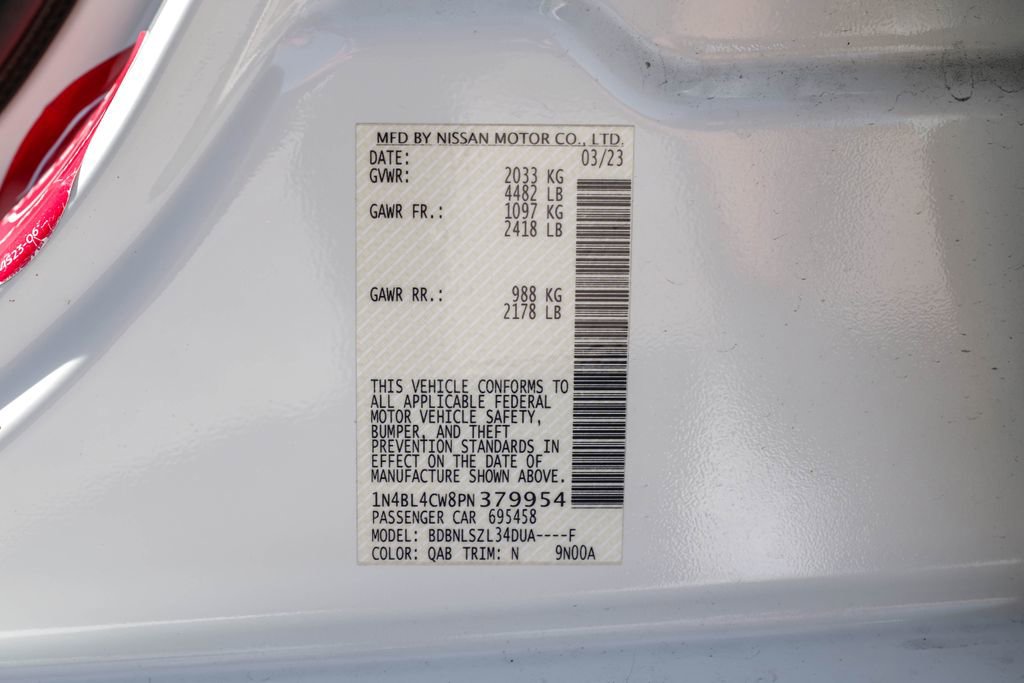 MFD BY NISSAN MOTOR CO., LTD.
DATE: 03/23
GVWR: 2033 KG
4482 LB
GAWR FR.: 1097 KG
2418 LB
GAWR RR.: 988 KG
2178 LB
THIS VEHICLE CONFORMS TO
ALL APPLICABLE FEDERAL
MOTOR VEHICLE SAFETY,
BUMPER, AND THEFT
PREVENTION STANDARDS IN
EFFECT ON THE DATE OF
MANUFACTURE SHOWN ABOVE.
1N4BL4CW8PN379954
PASSENGER CAR 695458
MODEL: BDBNLSZL34DUA----F
COLOR: QAB TRIM: N 9N00A